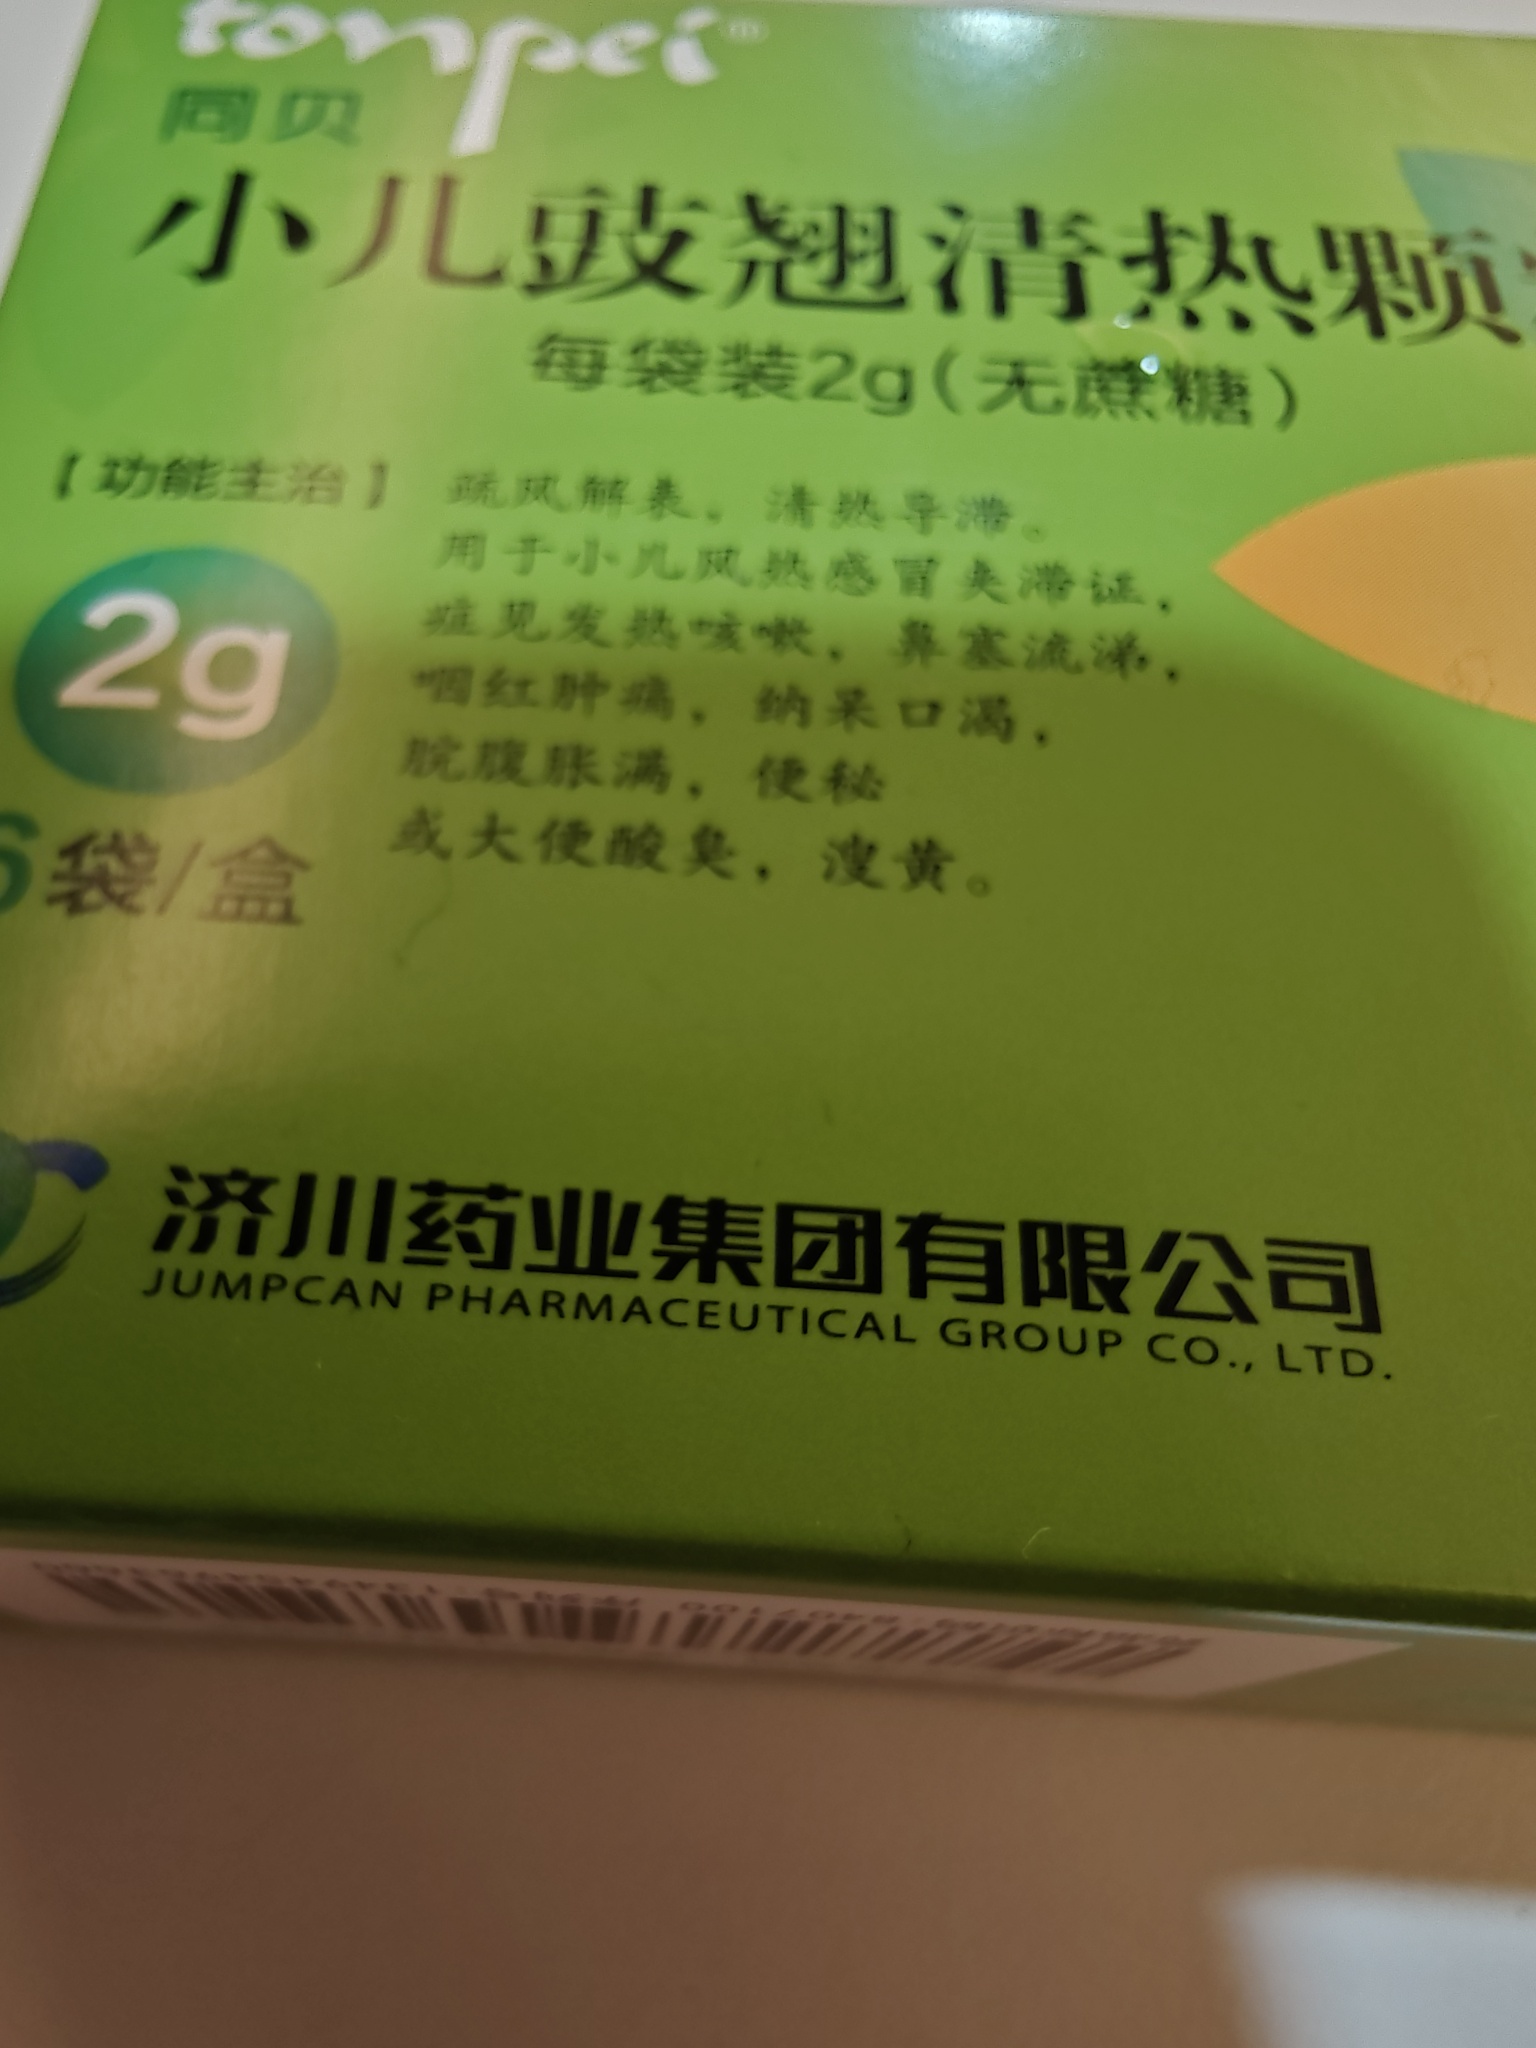 tonpei
同贝
小儿豉翘清热颗
每袋装2g(无蔗糖)
【功能主治】 疏风解表，清热导滞。
用于小儿风热感冒夹滞证，
症见发热咳嗽，鼻塞流涕，
咽红肿痛，纳呆口渴，
脘腹胀满，便秘
或大便酸臭，溲黄。
2g
6袋/盒
济川药业集团有限公司
JUMPCAN PHARMACEUTICAL GROUP CO., LTD.